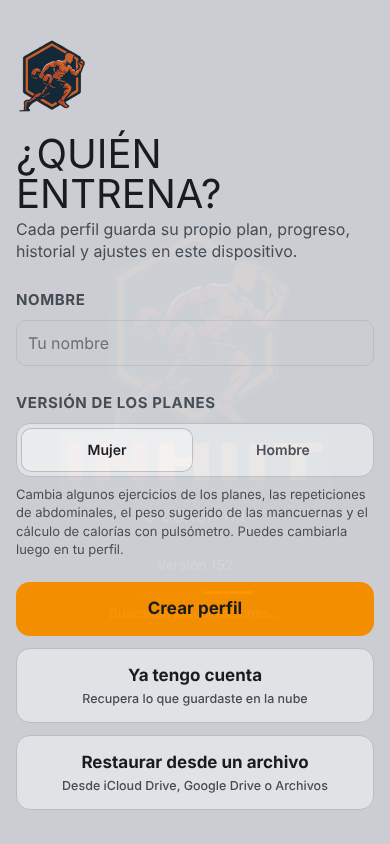 ¿QUIÉN
ENTRENA?
Cada perfil guarda su propio plan, progreso,
historial y ajustes en este dispositivo.
NOMBRE
Tu nombre
VERSIÓN DE LOS PLANES
Mujer
Hombre
Cambia algunos ejercicios de los planes, las repeticiones
de abdominales, el peso sugerido de las mancuernas y el
cálculo de calorías con pulsómetro. Puedes cambiarla
luego en tu perfil.
Versión 152
Crear perfil
Ya tengo cuenta
Recupera lo que guardaste en la nube
Restaurar desde un archivo
Desde iCloud Drive, Google Drive o Archivos